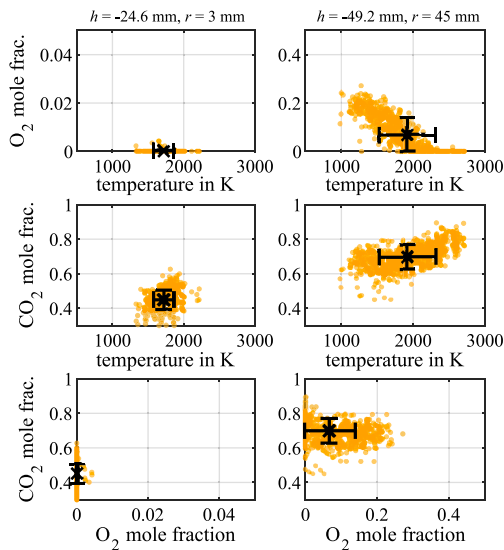 h = -24.6 mm, r = 3 mm
h = -49.2 mm, r = 45 mm
O2 mole frac.
0.04
0.02
0
0 1000 2000 3000
temperature in K
0.4
0.2
0
1000 2000 3000
temperature in K
CO2 mole frac.
1
0.8
0.6
0.4
0 1000 2000 3000
temperature in K
1
0.8
0.6
0.4
1000 2000 3000
temperature in K
CO2 mole frac.
1
0.8
0.6
0.4
0 0.02 0.04
O2 mole fraction
1
0.8
0.6
0.4
0 0.2 0.4
O2 mole fraction